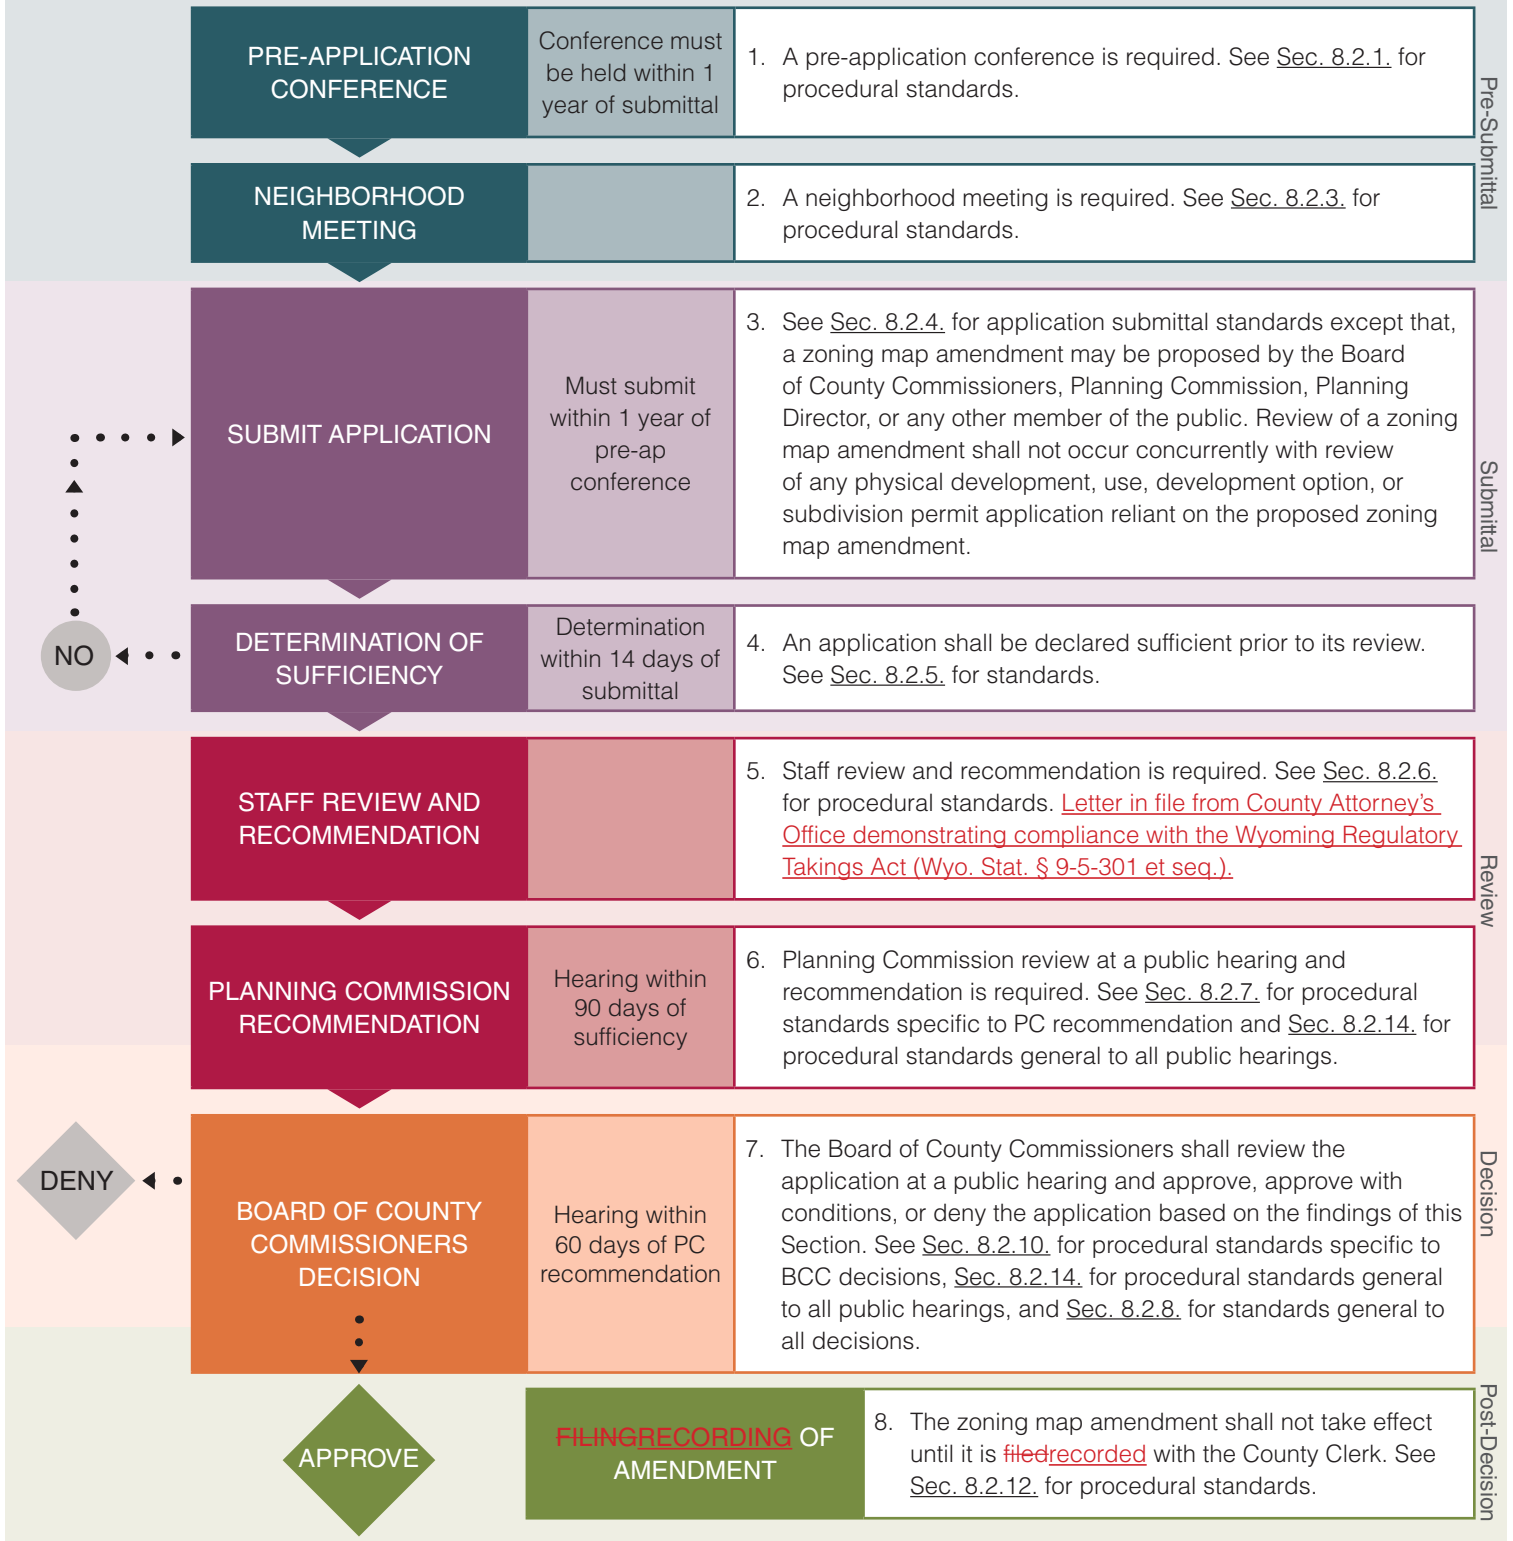 PRE-APPLICATION
CONFERENCE
Conference must
be held within 1
year of submittal
1. A pre-application conference is required. See Sec. 8.2.1. for
procedural standards.
Pre-Submittal
NEIGHBORHOOD
MEETING
2. A neighborhood meeting is required. See Sec. 8.2.3. for
procedural standards.
SUBMIT APPLICATION
Must submit
within 1 year of
pre-ap
conference
3. See Sec. 8.2.4. for application submittal standards except that,
a zoning map amendment may be proposed by the Board
of County Commissioners, Planning Commission, Planning
Director, or any other member of the public. Review of a zoning
map amendment shall not occur concurrently with review
of any physical development, use, development option, or
subdivision permit application reliant on the proposed zoning
map amendment.
Submittal
NO
DETERMINATION OF
SUFFICIENCY
Determination
within 14 days of
submittal
4. An application shall be declared sufficient prior to its review.
See Sec. 8.2.5. for standards.
STAFF REVIEW AND
RECOMMENDATION
5. Staff review and recommendation is required. See Sec. 8.2.6.
for procedural standards. Letter in file from County Attorney's
Office demonstrating compliance with the Wyoming Regulatory
Takings Act (Wyo. Stat. § 9-5-301 et seq.).
Review
PLANNING COMMISSION
RECOMMENDATION
Hearing within
90 days of
sufficiency
6. Planning Commission review at a public hearing and
recommendation is required. See Sec. 8.2.7. for procedural
standards specific to PC recommendation and Sec. 8.2.14. for
procedural standards general to all public hearings.
DENY
BOARD OF COUNTY
COMMISSIONERS
DECISION
Hearing within
60 days of PC
recommendation
7. The Board of County Commissioners shall review the
application at a public hearing and approve, approve with
conditions, or deny the application based on the findings of this
Section. See Sec. 8.2.10. for procedural standards specific to
BCC decisions, Sec. 8.2.14. for procedural standards general
to all public hearings, and Sec. 8.2.8. for standards general to
all decisions.
Decision
APPROVE
FILINGRECORDING OF
AMENDMENT
8. The zoning map amendment shall not take effect
until it is filedrecorded with the County Clerk. See
Sec. 8.2.12. for procedural standards.
Post-Decision